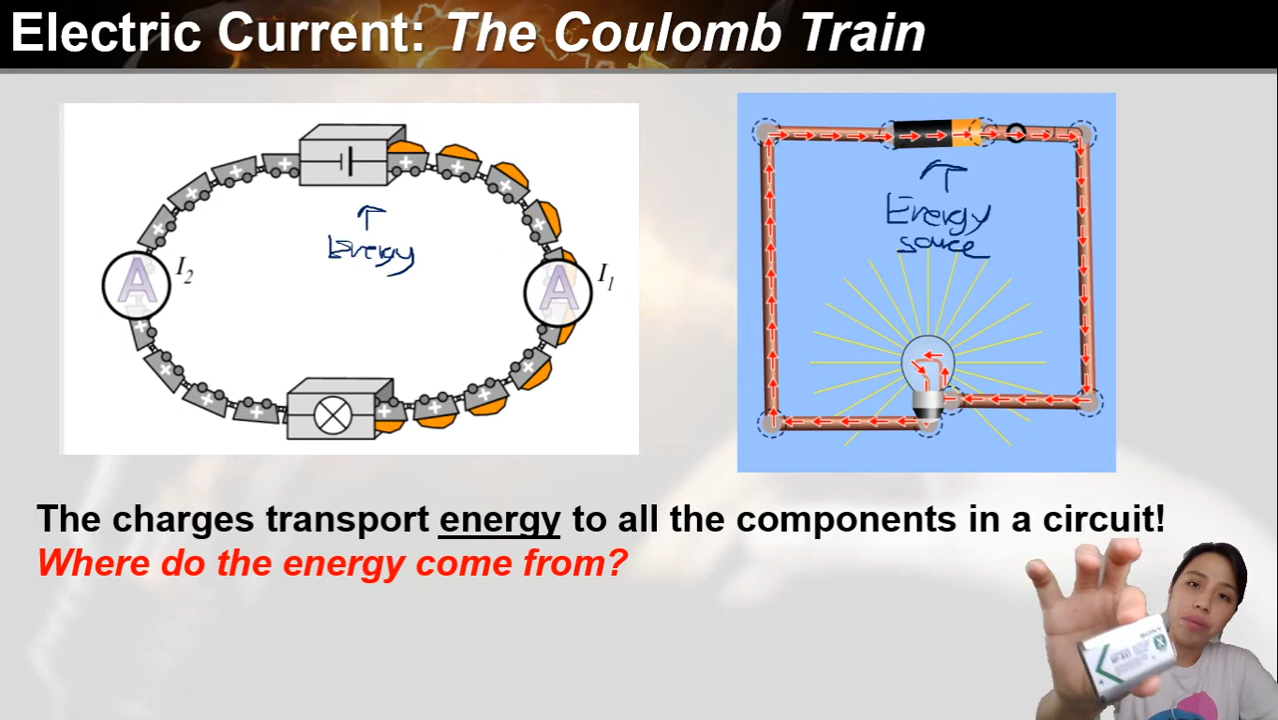 Electric Current: The Coulomb Train
Energy
I2
A
I1
A
Energy
source
The charges transport energy to all the components in a circuit!
Where do the energy come from?
SONY